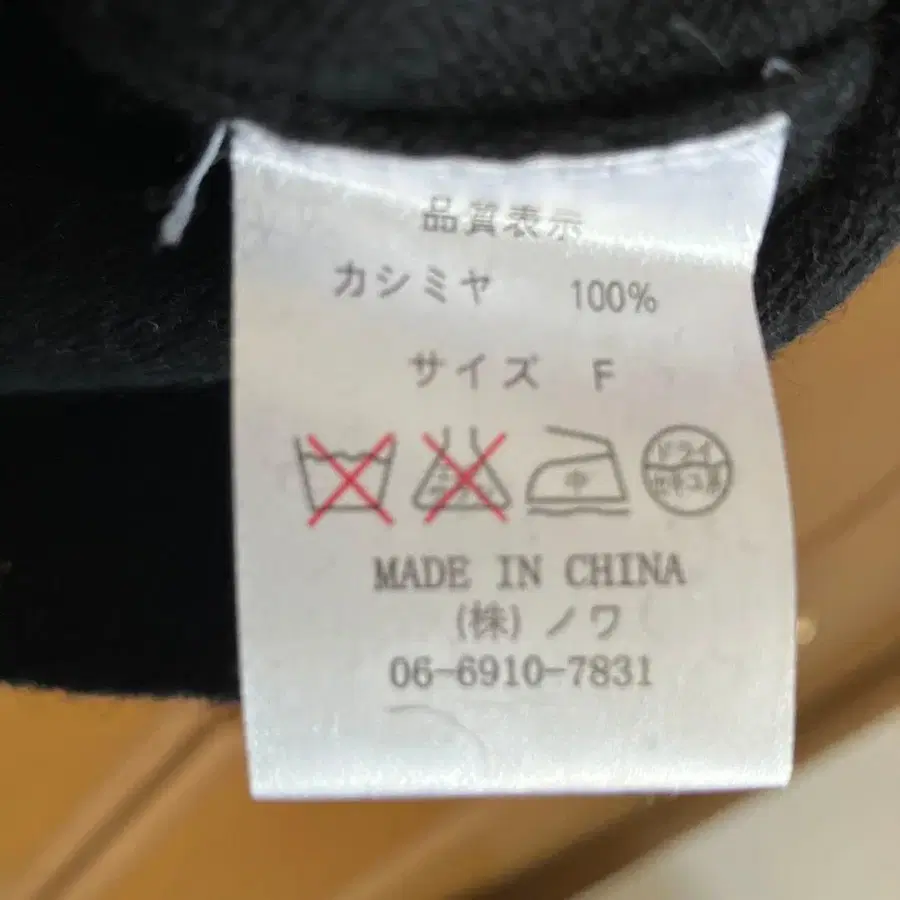 品質表示
カシミヤ 100%
サイズ F
中 ドライ
MADE IN CHINA
(株) ノワ
06-6910-7831